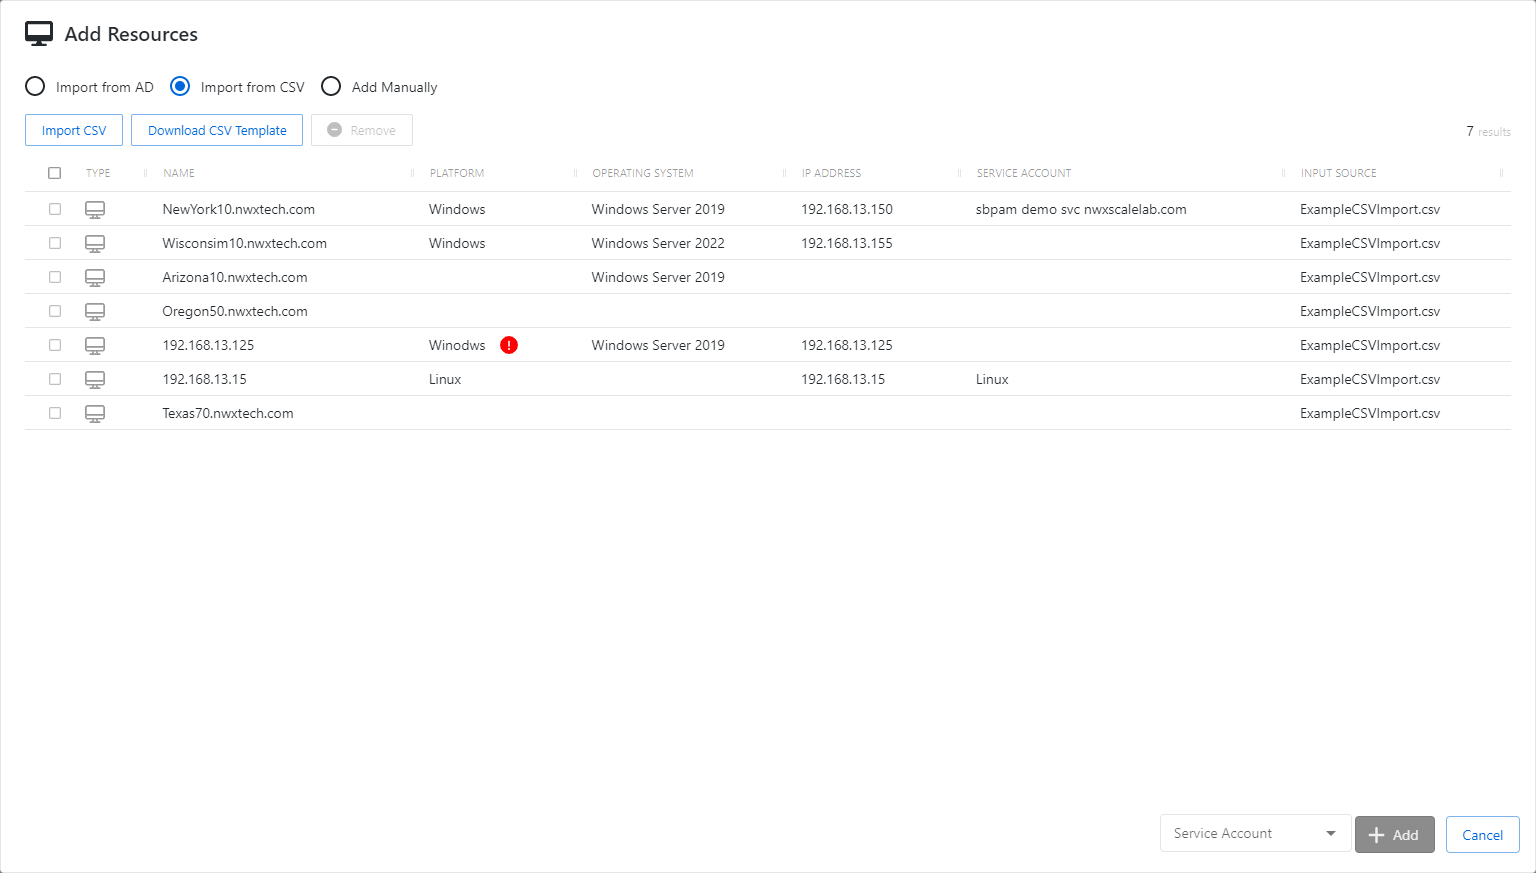 Add Resources
Import from AD Import from CSV Add Manually
Import CSV Download CSV Template Remove 7 results
TYPE NAME PLATFORM OPERATING SYSTEM IP ADDRESS SERVICE ACCOUNT INPUT SOURCE
NewYork10.nwxtech.com Windows Windows Server 2019 192.168.13.150 sbpam demo svc nwxscalelab.com ExampleCSVImport.csv
Wisconsim10.nwxtech.com Windows Windows Server 2022 192.168.13.155 ExampleCSVImport.csv
Arizona10.nwxtech.com Windows Server 2019 ExampleCSVImport.csv
Oregon50.nwxtech.com ExampleCSVImport.csv
192.168.13.125 Winodws ! Windows Server 2019 192.168.13.125 ExampleCSVImport.csv
192.168.13.15 Linux 192.168.13.15 Linux ExampleCSVImport.csv
Texas70.nwxtech.com ExampleCSVImport.csv
Service Account Add Cancel